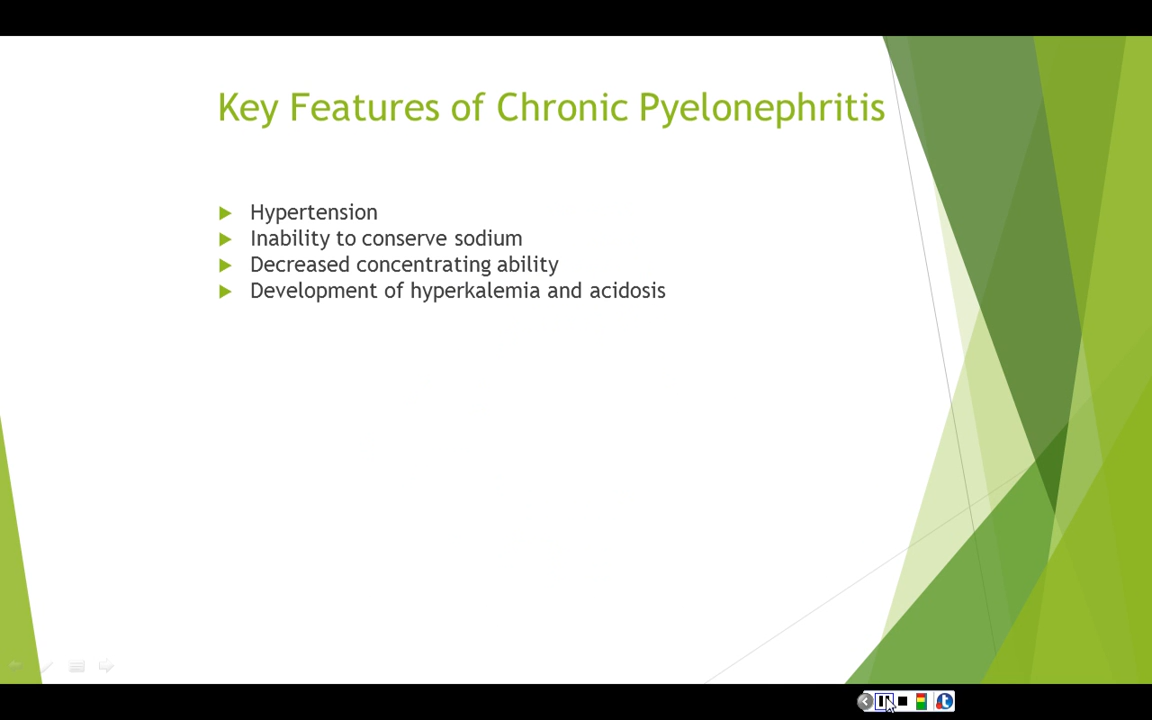 Key Features of Chronic Pyelonephritis
Hypertension
Inability to conserve sodium
Decreased concentrating ability
Development of hyperkalemia and acidosis